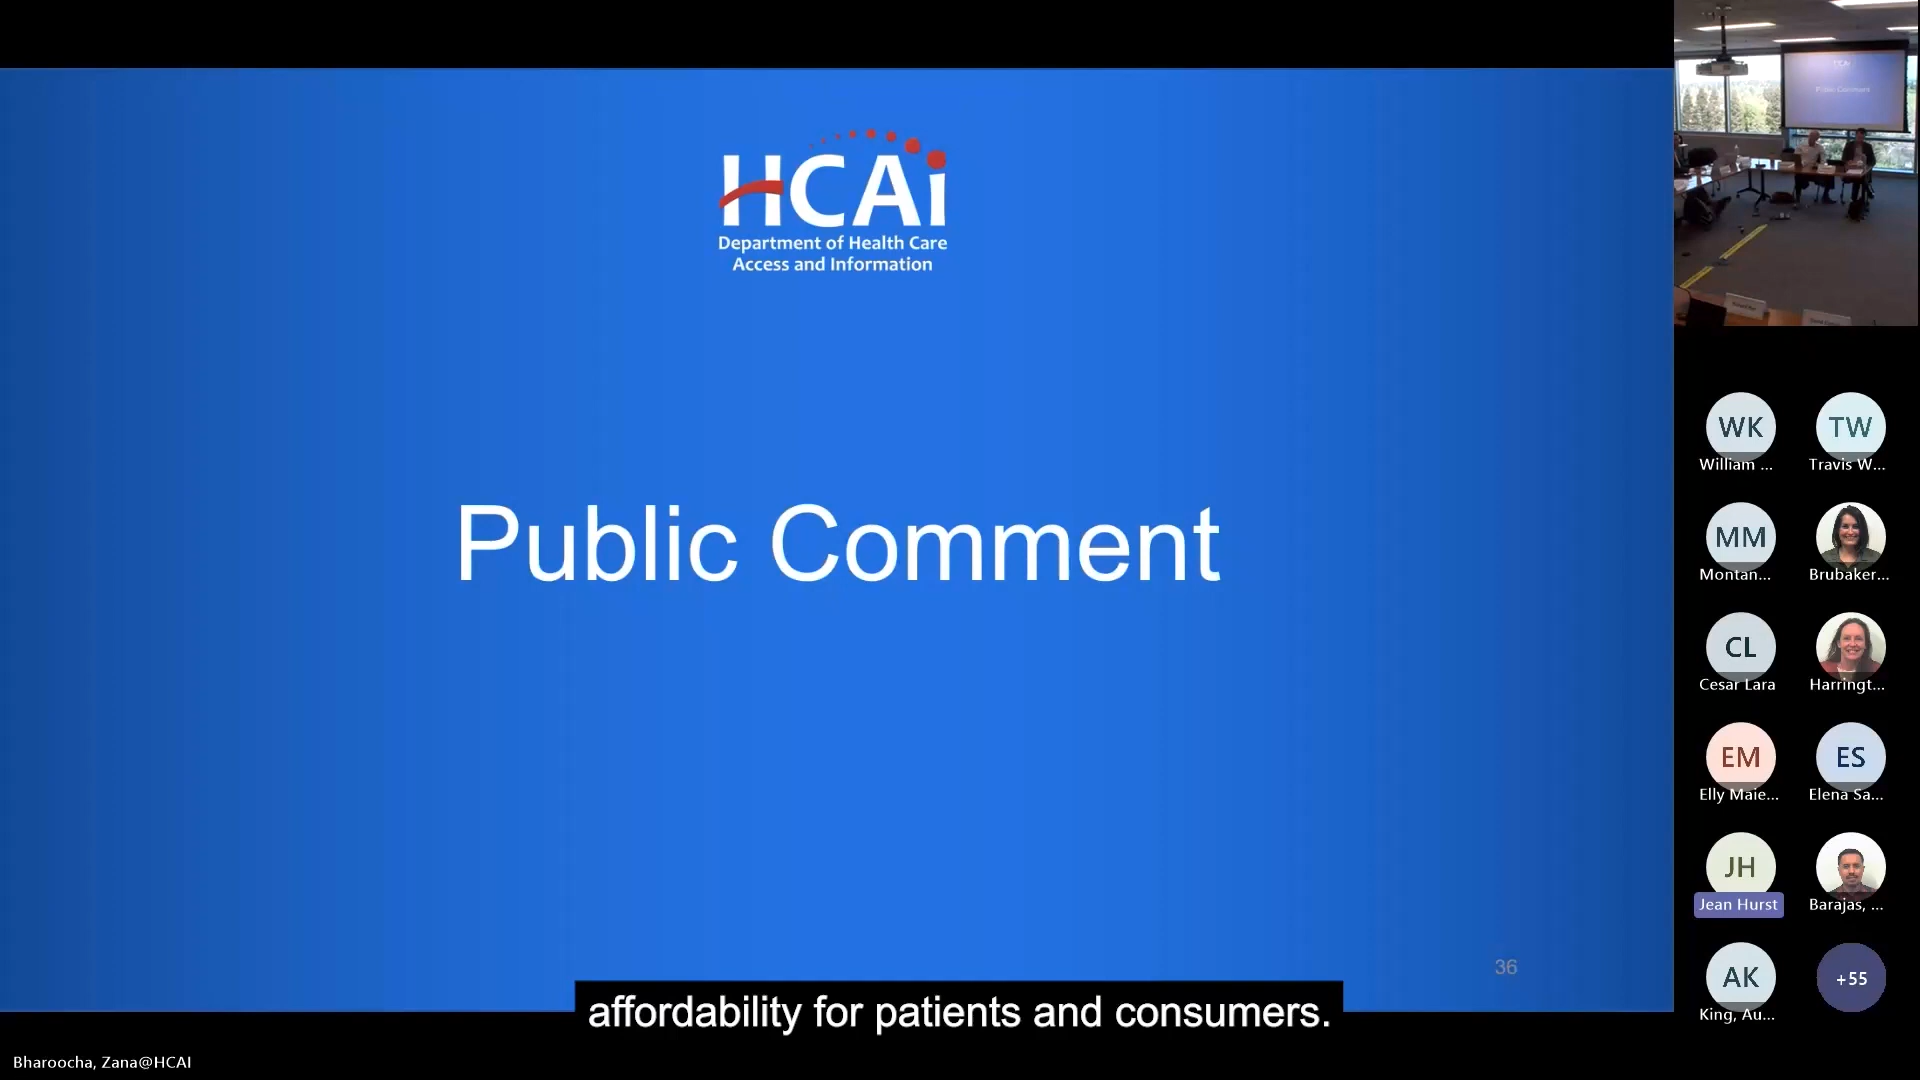 HCAi
Department of Health Care
Access and Information
Public Comment
36
affordability for patients and consumers.
Bharoocha, Zana@HCAI
Public Comment
WK
William ...
TW
Travis W...
MM
Montan...
Brubaker...
CL
Cesar Lara
Harringt...
EM
Elly Maie...
ES
Elena Sa...
JH
Jean Hurst
Barajas, ...
AK
King, Au...
+55